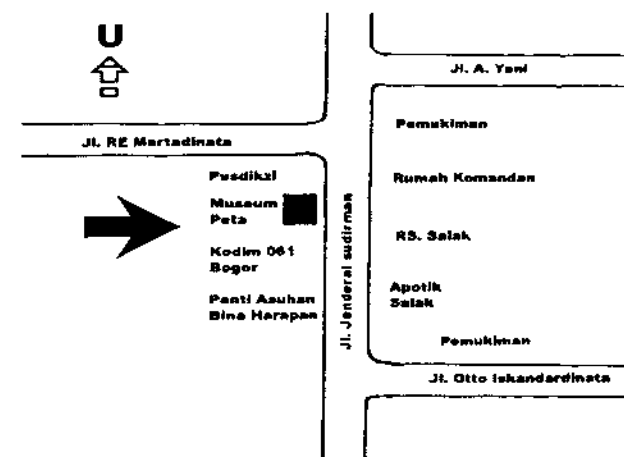 U
Jl. A. Yani
Jl. RE Martadinata
Pemukiman
Pusdikzi
Rumah Komandan
Museum
Peta
RS. Salak
Kodim 061
Bogor
Jl. Jenderal sudirman
Apotik
Salak
Panti Asuhan
Bina Harapan
Pemukiman
Jl. Otto Iskandardinata